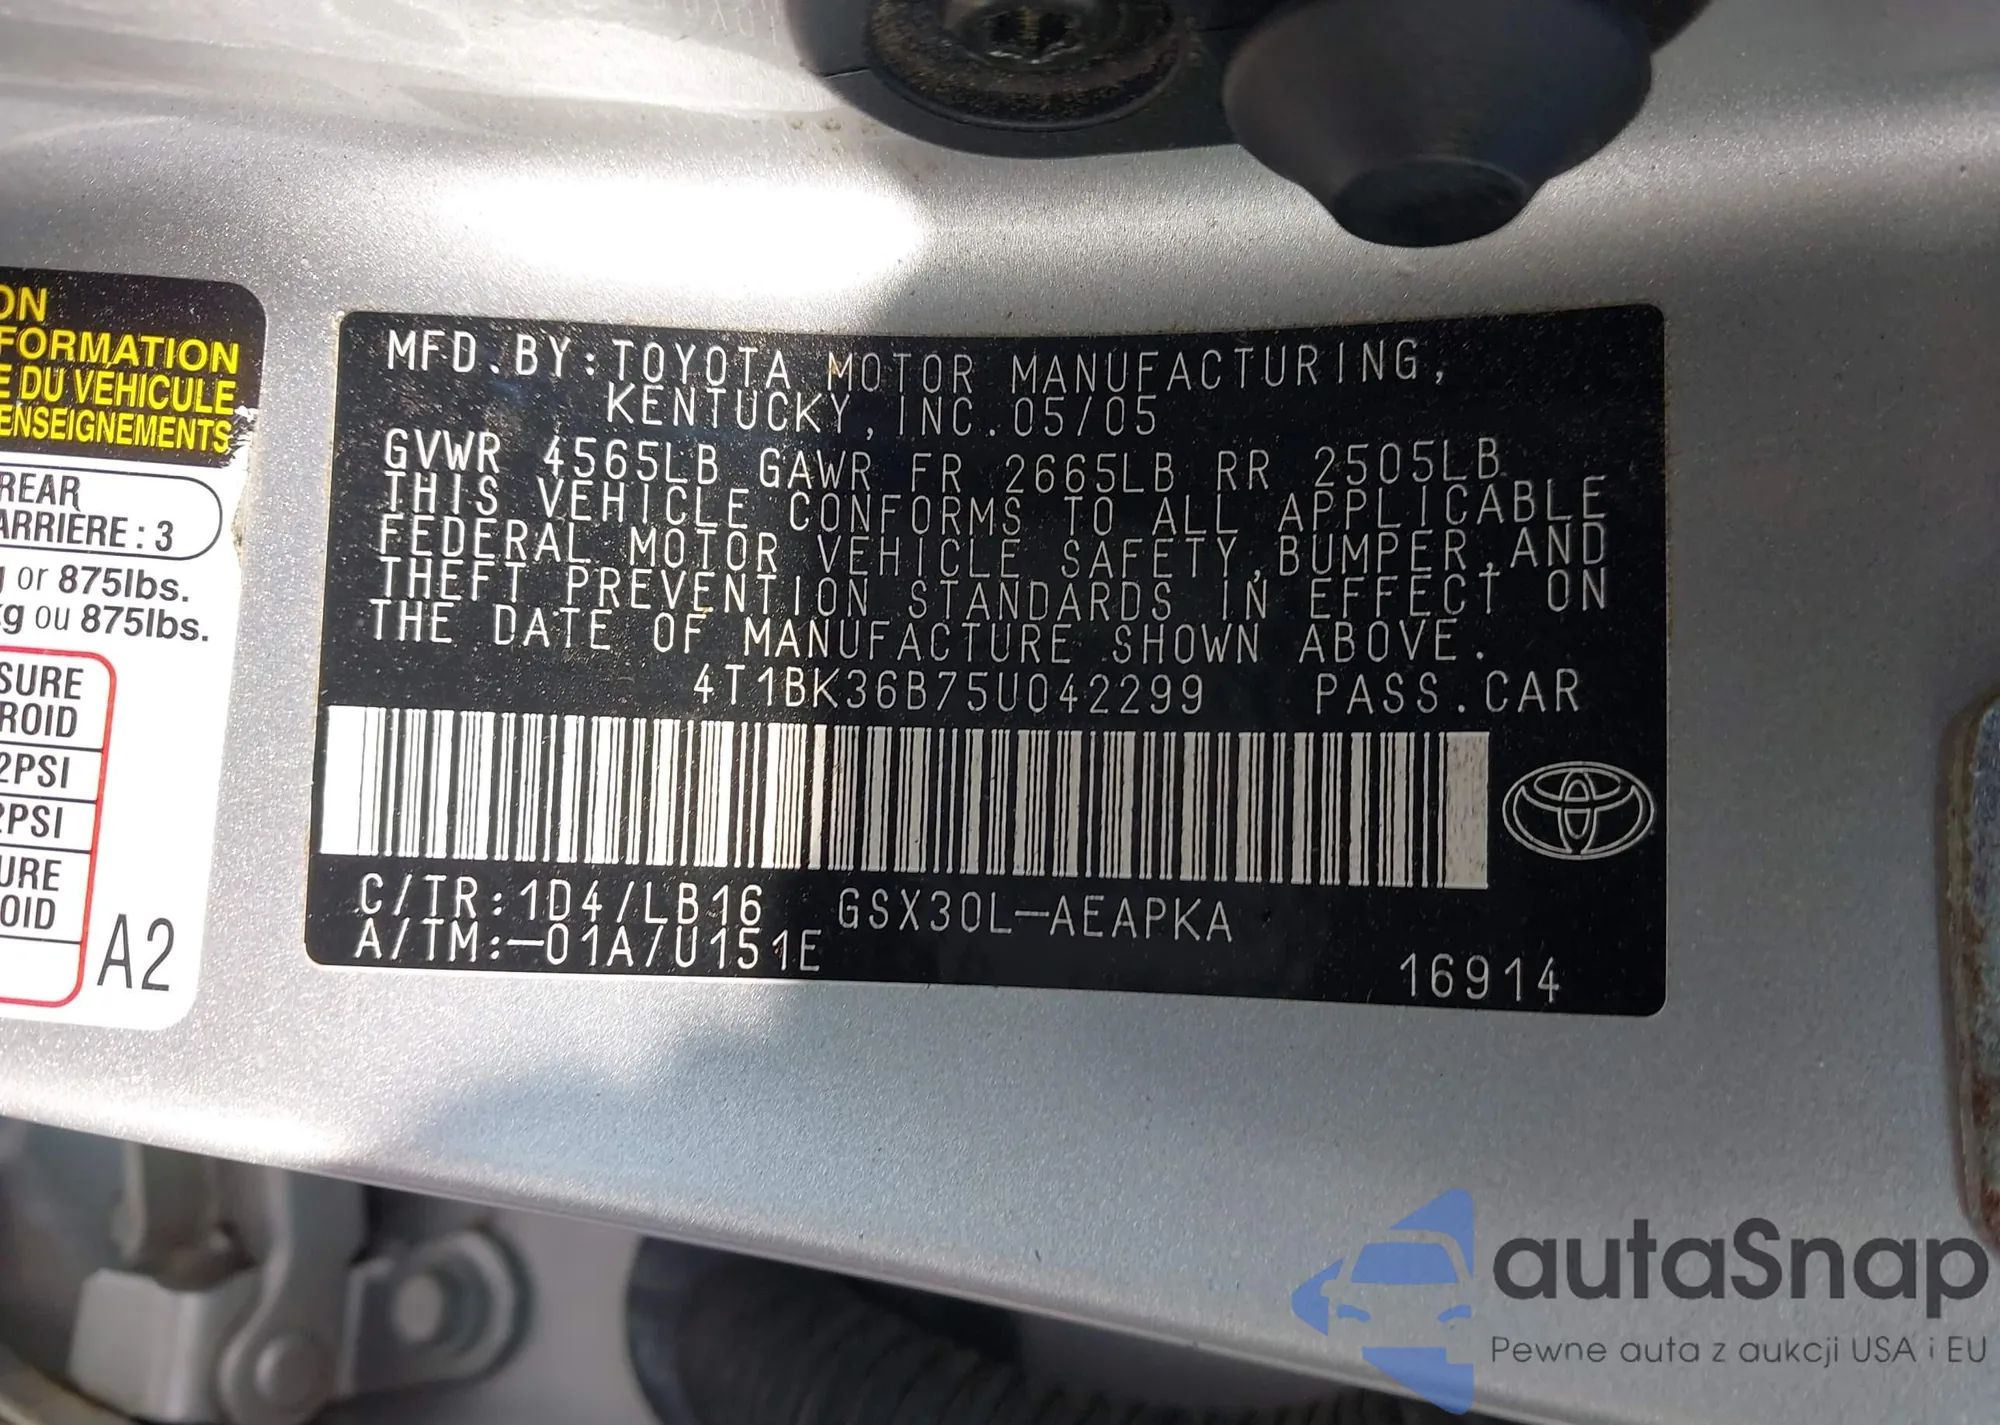 ON
FORMATION
E DU VÉHICULE
ENSEIGNEMENTS
REAR
ARRIÈRE : 3
or 875lbs.
kg ou 875lbs.
SURE
ROID
2PSI
2PSI
URE
OID
A2
MFD.BY:TOYOTA MOTOR MANUFACTURING,
KENTUCKY, INC.05/05
GVWR 4565LB GAWR FR 2665LB RR 2505LB
THIS VEHICLE CONFORMS TO ALL APPLICABLE
FEDERAL MOTOR VEHICLE SAFETY,BUMPER,AND
THEFT PREVENTION STANDARDS IN EFFECT ON
THE DATE OF MANUFACTURE SHOWN ABOVE.
4T1BK36B75U042299 PASS.CAR
C/TR:1D4/LB16 GSX30L-AEAPKA
A/TM:-01A/U151E
16914
autaSnap
Pewne auta z aukcji USA i EU